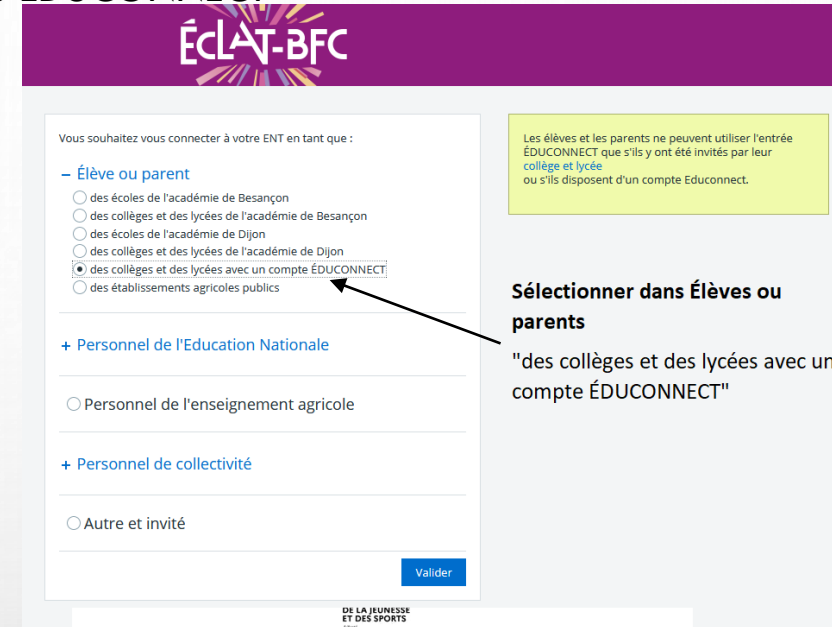 ÉCLAT-BFC
Vous souhaitez vous connecter à votre ENT en tant que :
– Élève ou parent
des écoles de l'académie de Besançon
des collèges et des lycées de l'académie de Besançon
des écoles de l'académie de Dijon
des collèges et des lycées de l'académie de Dijon
des collèges et des lycées avec un compte ÉDUCONNECT
des établissements agricoles publics
+ Personnel de l'Education Nationale
Personnel de l'enseignement agricole
+ Personnel de collectivité
Autre et invité
Valider
Les élèves et les parents ne peuvent utiliser l'entrée
ÉDUCONNECT que s'ils y ont été invités par leur
collège et lycée
ou s'ils disposent d'un compte Educonnect.
Sélectionner dans Élèves ou
parents
"des collèges et des lycées avec un
compte ÉDUCONNECT"
DE LA JEUNESSE
ET DES SPORTS